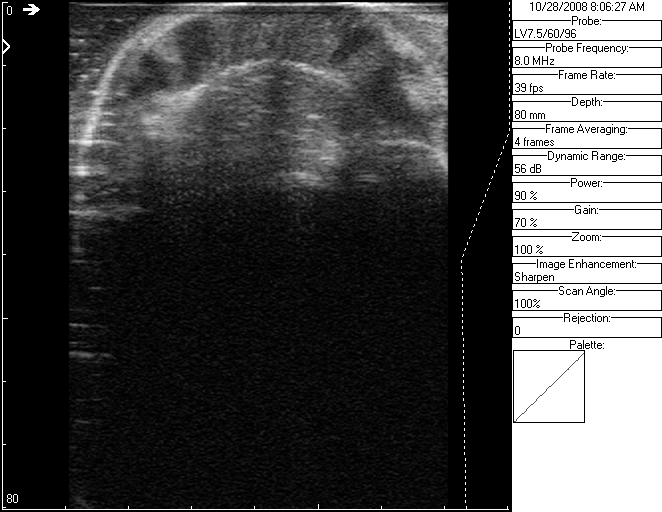 0
80
10/28/2008 8:06:27 AM
Probe:
LV7.5/60/96
Probe Frequency:
8.0 MHz
Frame Rate:
39 fps
Depth:
80 mm
Frame Averaging:
4 frames
Dynamic Range:
56 dB
Power:
90 %
Gain:
70 %
Zoom:
100 %
Image Enhancement:
Sharpen
Scan Angle:
100%
Rejection:
0
Palette: